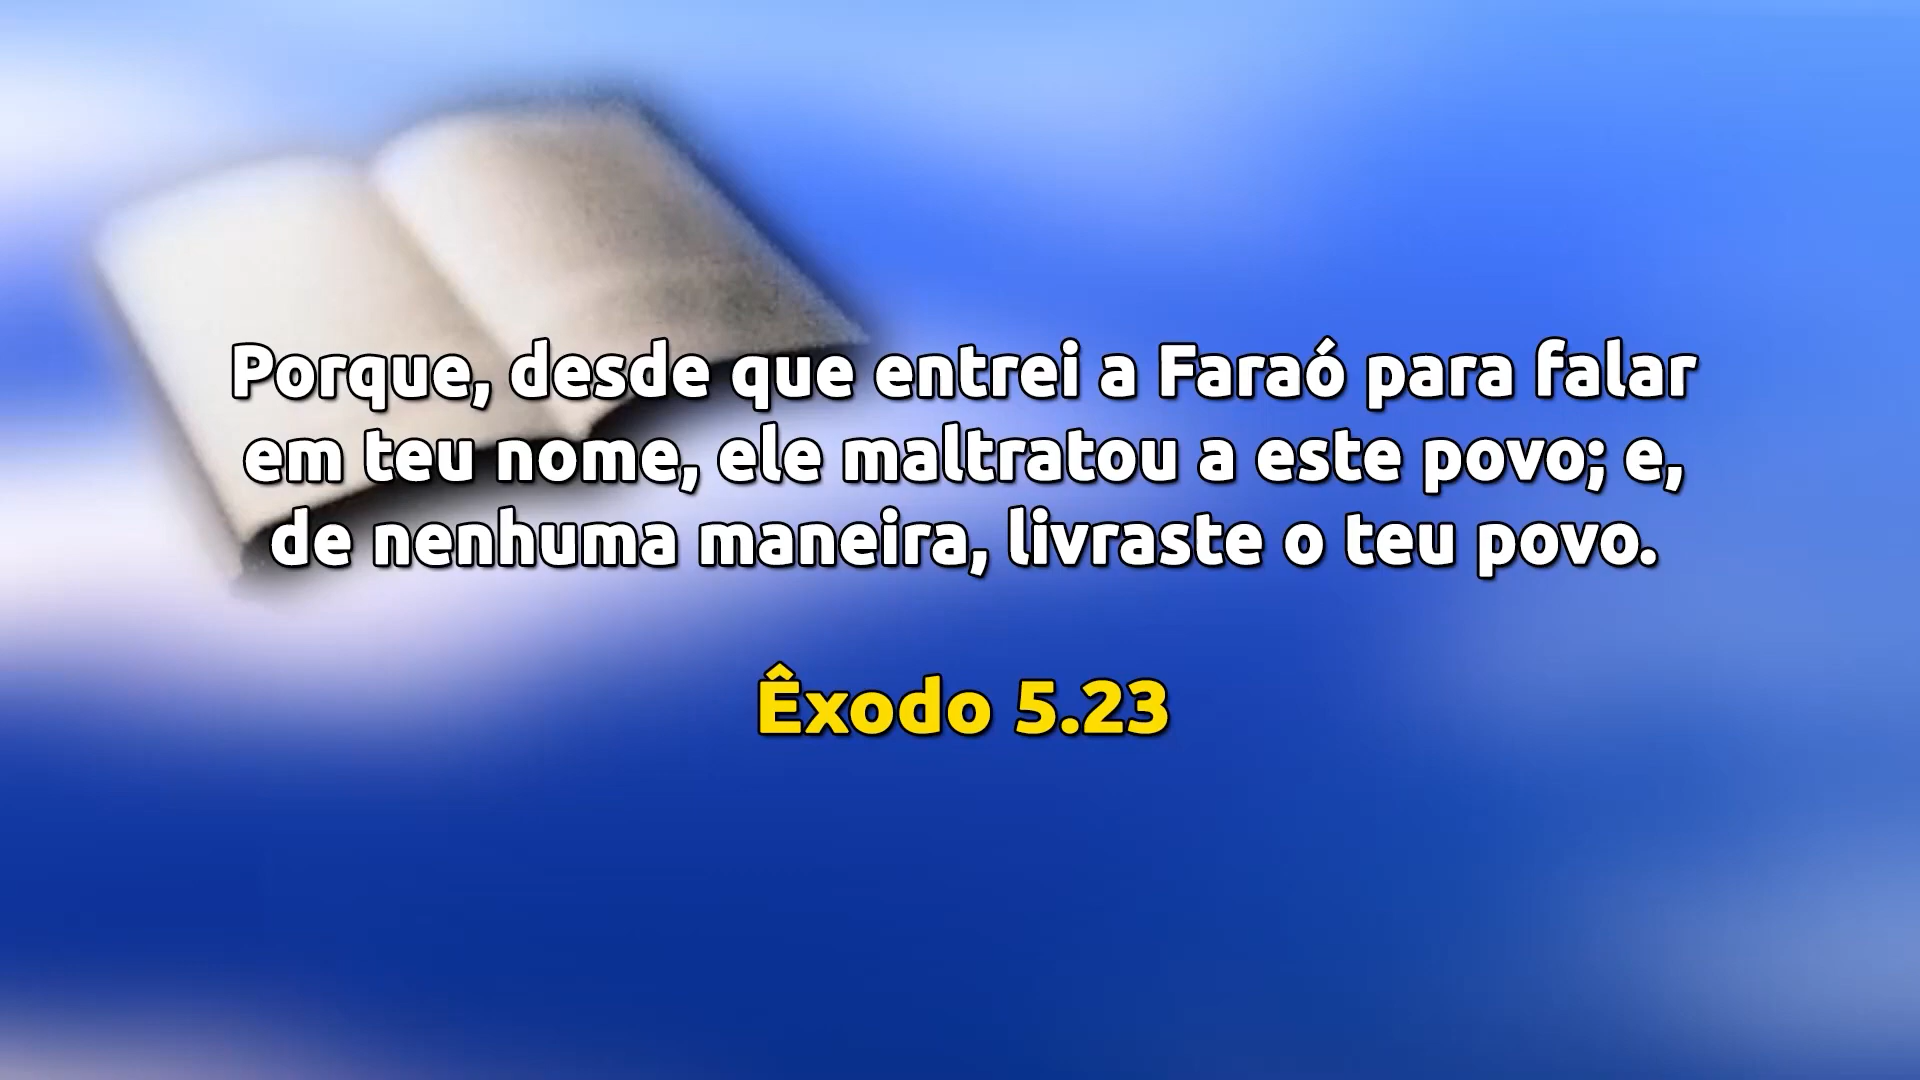 Porque, desde que entrei a Faraó para falar
em teu nome, ele maltratou a este povo; e,
de nenhuma maneira, livraste o teu povo.
Êxodo 5.23